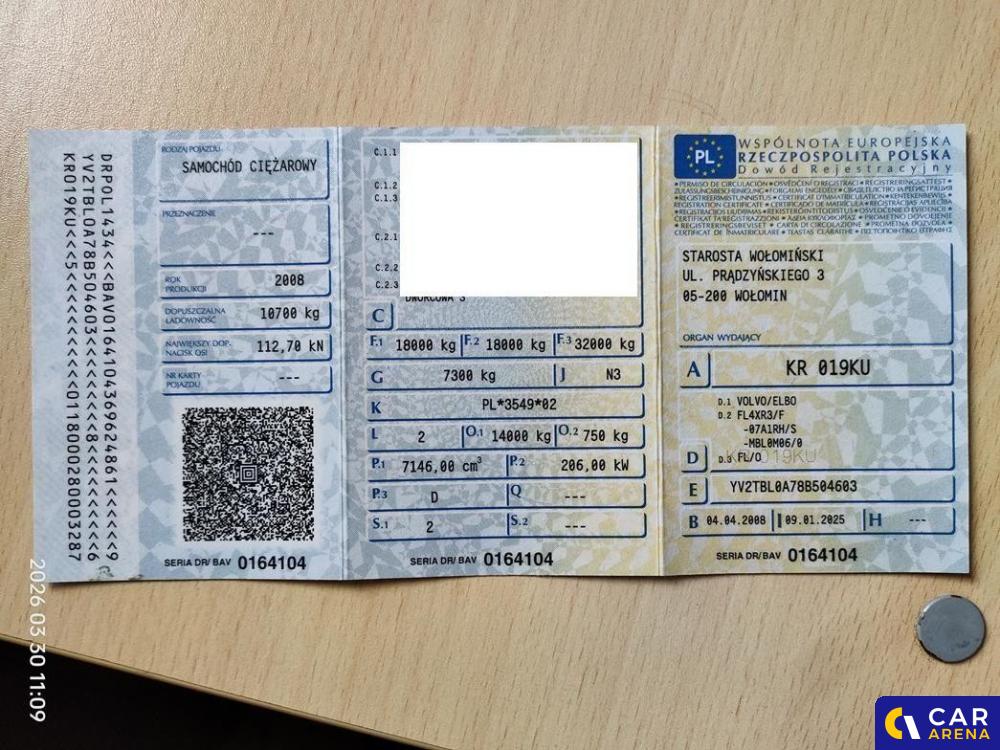 DRPOL1434<<<BAV0164104369624861<<<<9
YV2TBL0A78B504603<<<<<<<<8<<<<<<<<<6
KR019KU<<5<<<<<<<<<<0118000280003287
RODZAJ POJAZDU
SAMOCHÓD CIĘŻAROWY
PRZEZNACZENIE
---
ROK PRODUKCJI
2008
DOPUSZCZALNA ŁADOWNOŚĆ
10700 kg
NAJWIĘKSZY DOP. NACISK OSI
112,70 kN
NR KARTY POJAZDU
---
SERIA DR/ BAV 0164104
C.1.1
C.1.2
C.1.3
C.2.1
C.2.2
C.2.3
DWORCOWA 3
C
F.1 18000 kg F.2 18000 kg F.3 32000 kg
G 7300 kg J N3
K PL*3549*02
L 2 O.1 14000 kg O.2 750 kg
P.1 7146,00 cm³ P.2 206,00 kW
P.3 D Q ---
S.1 2 S.2 ---
SERIA DR/ BAV 0164104
PL
WSPÓLNOTA EUROPEJSKA
RZECZPOSPOLITA POLSKA
Dowód Rejestracyjny
STAROSTA WOŁOMIŃSKI
UL. PRĄDZYŃSKIEGO 3
05-200 WOŁOMIN
ORGAN WYDAJĄCY
A KR 019KU
D.1 VOLVO/ELBO
D.2 FL4XR3/F
-07A1RH/S
-MBL0M06/0
D D.3 FL/O
KR 019KU
E YV2TBL0A78B504603
B 04.04.2008 I 09.01.2025 H ---
SERIA DR/ BAV 0164104
2026 03 30 11:09
CAR
ARENA